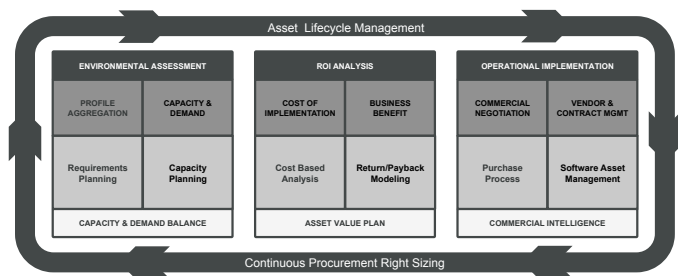 Asset Lifecycle Management
ENVIRONMENTAL ASSESSMENT
PROFILE
AGGREGATION
CAPACITY &
DEMAND
Requirements
Planning
Capacity
Planning
CAPACITY & DEMAND BALANCE
ROI ANALYSIS
COST OF
IMPLEMENTATION
BUSINESS
BENEFIT
Cost Based
Analysis
Return/Payback
Modeling
ASSET VALUE PLAN
OPERATIONAL IMPLEMENTATION
COMMERCIAL
NEGOTIATION
VENDOR &
CONTRACT MGMT
Purchase
Process
Software Asset
Management
COMMERCIAL INTELLIGENCE
Continuous Procurement Right Sizing